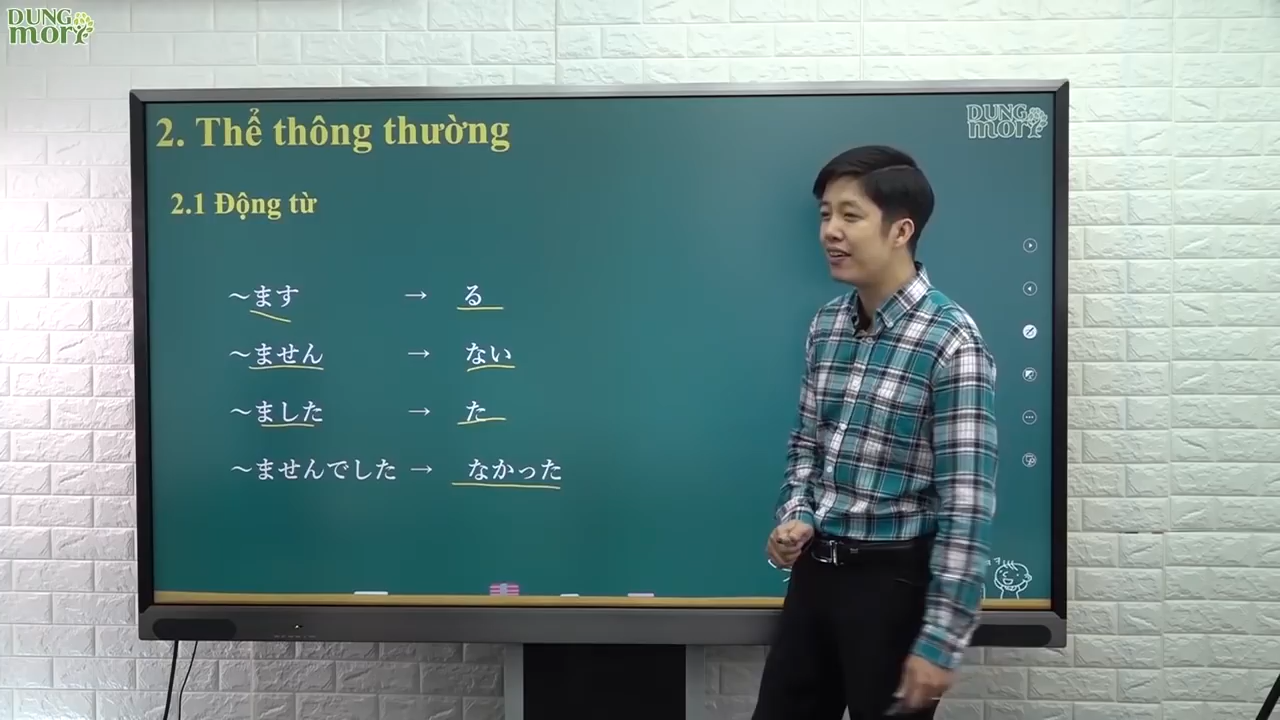 DUNG
mori
DUNG
mori
2. Thể thông thường
2.1 Động từ
～ます → る
～ません → ない
～ました → た
～ませんでした → なかった